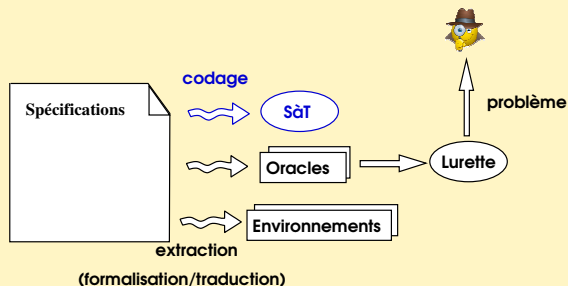 codage
Spécifications
SàT
problème
Oracles
Lurette
Environnements
extraction
(formalisation/traduction)